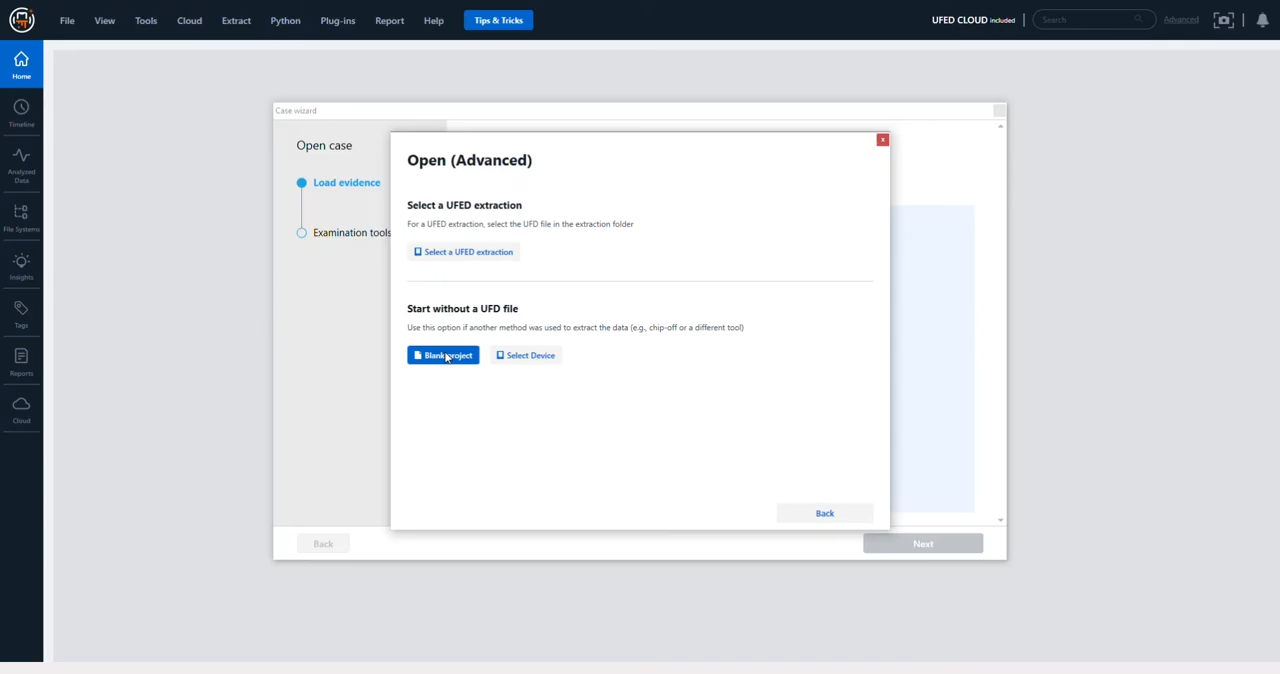 File View Tools Cloud Extract Python Plug-ins Report Help Tips & Tricks UFED CLOUD included Search Advanced
Home
Timeline
Analyzed
Data
File Systems
Insights
Tags
Reports
Cloud
Case wizard
Open case
Load evidence
Examination tools
Open (Advanced)
x
Select a UFED extraction
For a UFED extraction, select the UFD file in the extraction folder
Select a UFED extraction
Start without a UFD file
Use this option if another method was used to extract the data (e.g., chip-off or a different tool)
Blank project Select Device
Back
Back Next